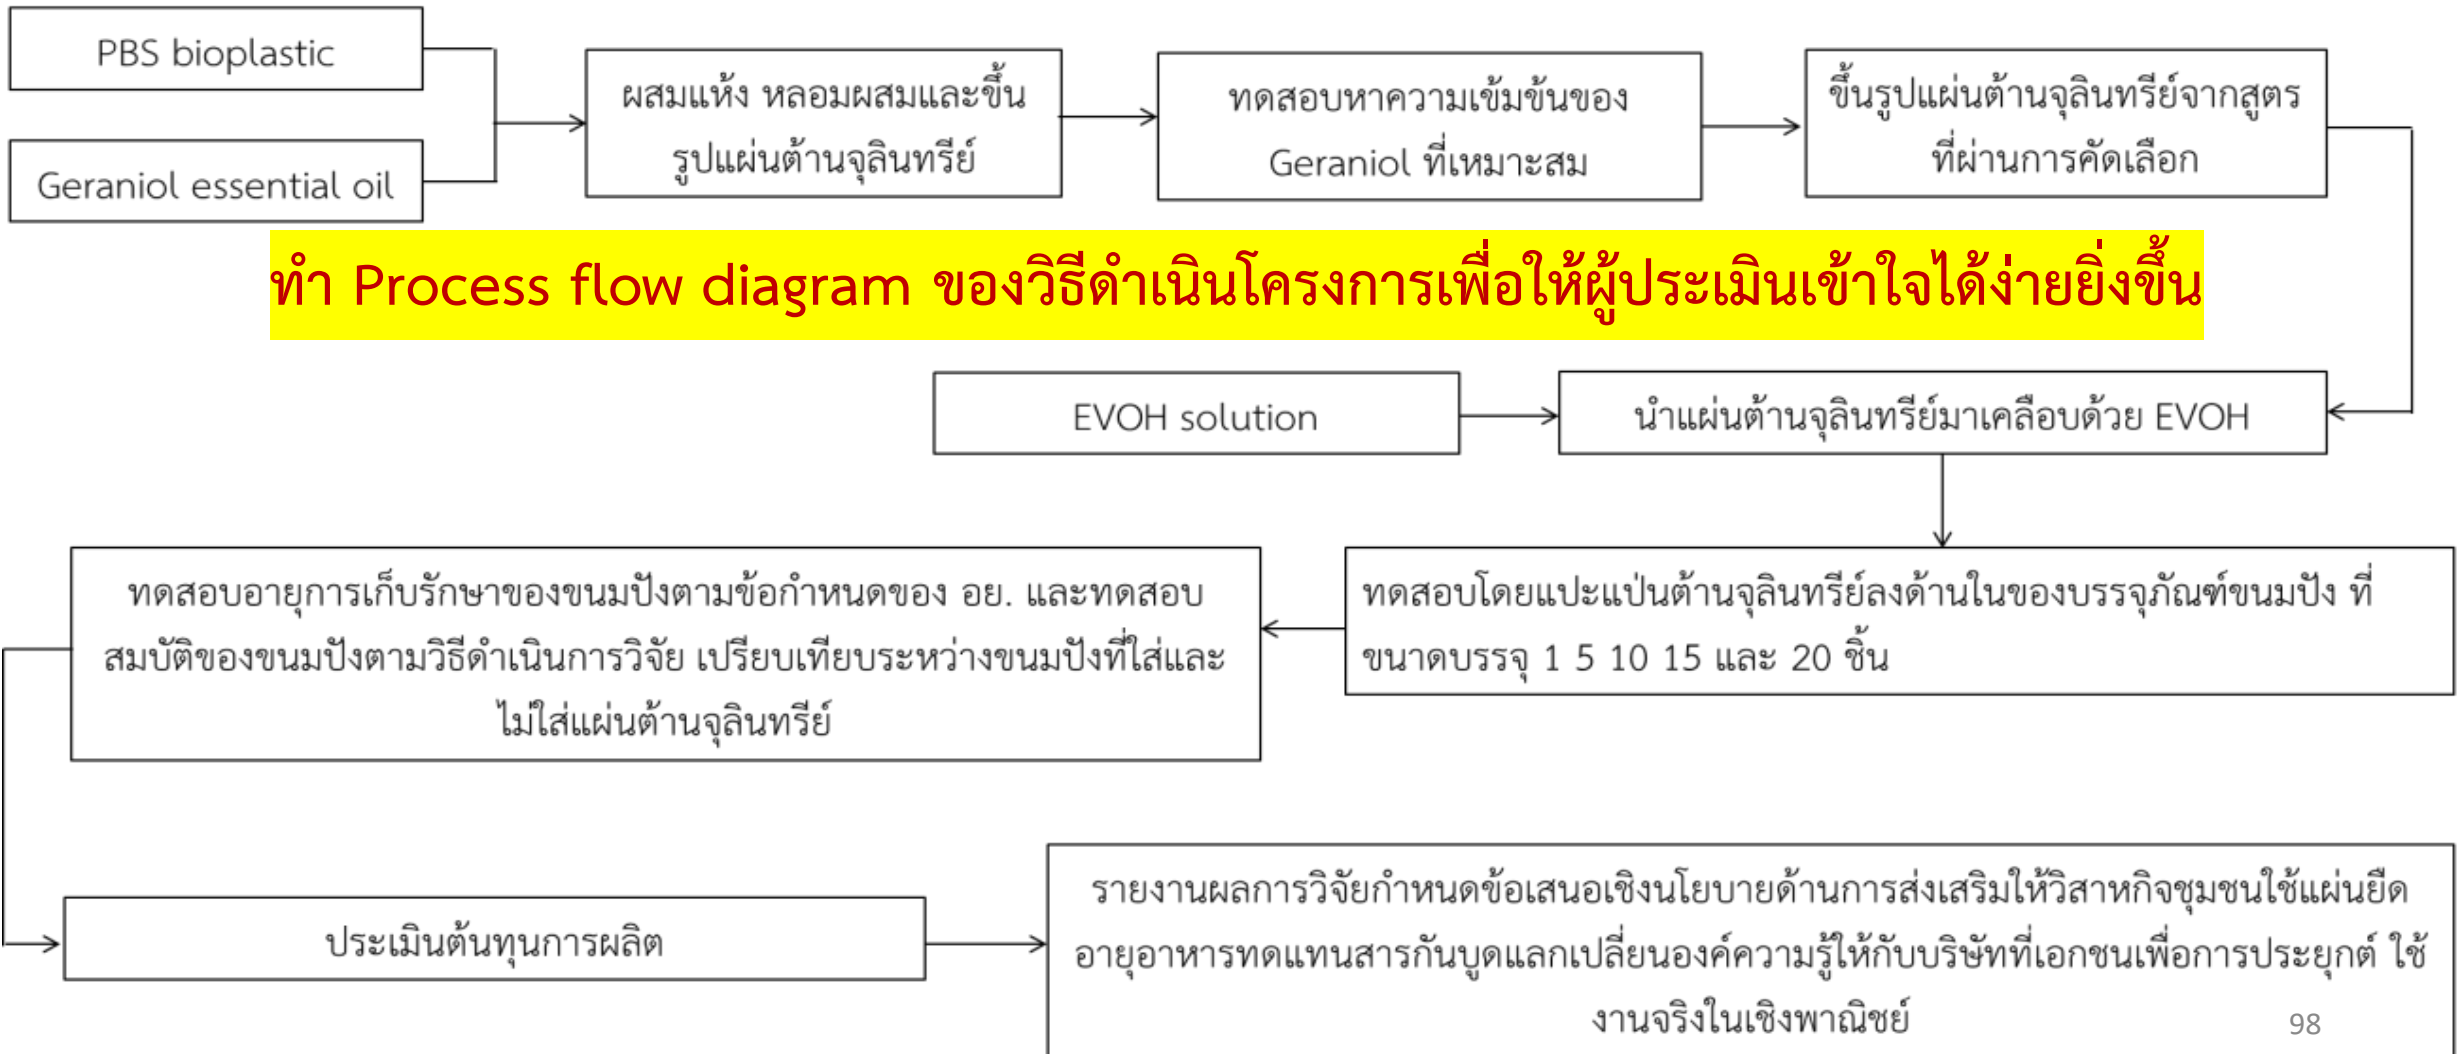 PBS bioplastic
Geraniol essential oil
ผสมแห้ง หลอมผสมและขึ้น
รูปแผ่นต้านจุลินทรีย์
ทดสอบหาความเข้มข้นของ
Geraniol ที่เหมาะสม
ขึ้นรูปแผ่นต้านจุลินทรีย์จากสูตร
ที่ผ่านการคัดเลือก
ทำ Process flow diagram ของวิธีดำเนินโครงการเพื่อให้ผู้ประเมินเข้าใจได้ง่ายยิ่งขึ้น
EVOH solution
นำแผ่นต้านจุลินทรีย์มาเคลือบด้วย EVOH
ทดสอบโดยแปะแป่นต้านจุลินทรีย์ลงด้านในของบรรจุภัณฑ์ขนมปัง ที่
ขนาดบรรจุ 1 5 10 15 และ 20 ชิ้น
ทดสอบอายุการเก็บรักษาของขนมปังตามข้อกำหนดของ อย. และทดสอบ
สมบัติของขนมปังตามวิธีดำเนินการวิจัย เปรียบเทียบระหว่างขนมปังที่ใส่และ
ไม่ใส่แผ่นต้านจุลินทรีย์
ประเมินต้นทุนการผลิต
รายงานผลการวิจัยกำหนดข้อเสนอเชิงนโยบายด้านการส่งเสริมให้วิสาหกิจชุมชนใช้แผ่นยืด
อายุอาหารทดแทนสารกันบูดแลกเปลี่ยนองค์ความรู้ให้กับบริษัทที่เอกชนเพื่อการประยุกต์ ใช้
งานจริงในเชิงพาณิชย์
98